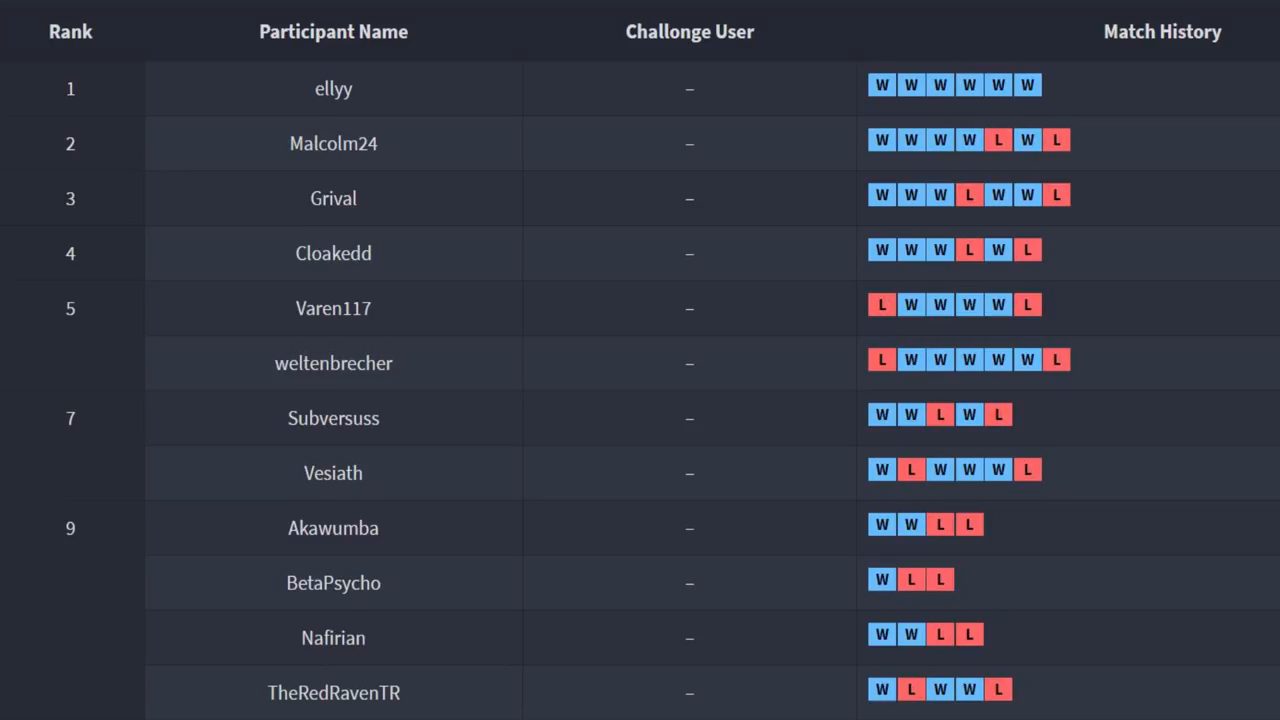 Rank Participant Name Challonge User Match History
1 ellyy – W W W W W W
2 Malcolm24 – W W W W L W L
3 Grival – W W W L W W L
4 Cloakedd – W W W L W L
5 Varen117 – L W W W W L
weltenbrecher – L W W W W W L
7 Subversuss – W W L W L
Vesiath – W L W W W L
9 Akawumba – W W L L
BetaPsycho – W L L
Nafirian – W W L L
TheRedRavenTR – W L W W L